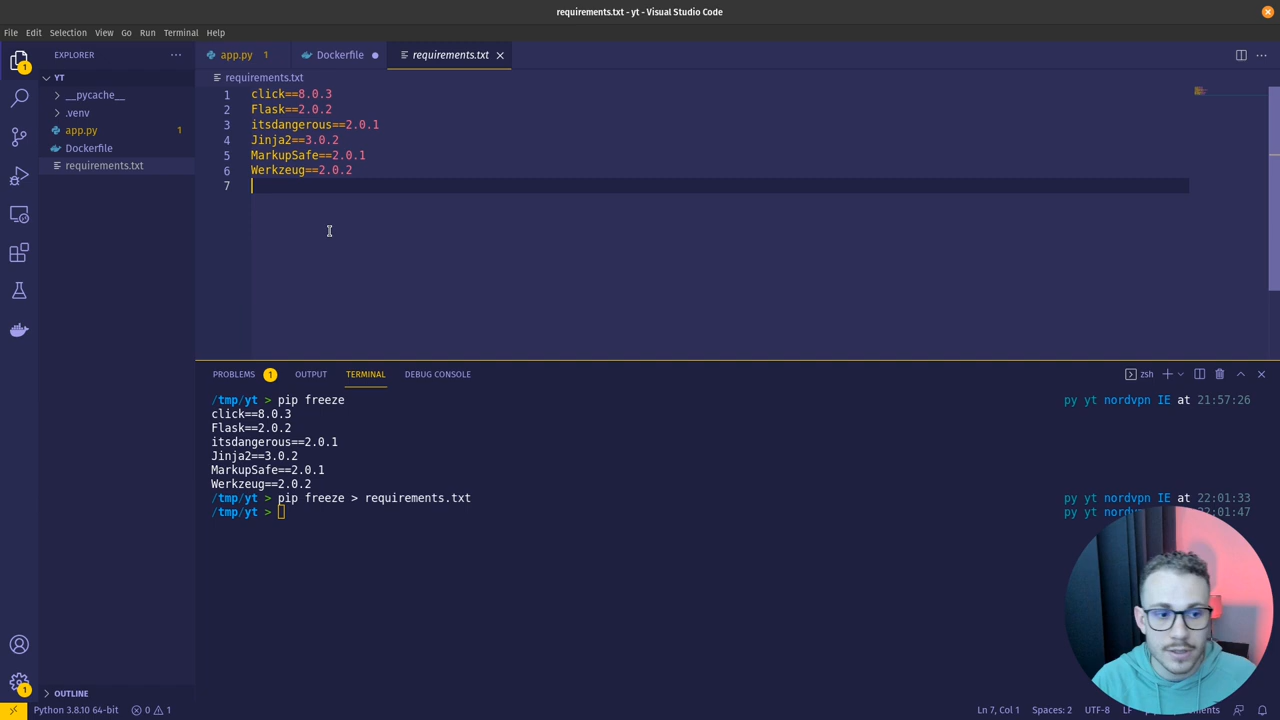 requirements.txt - yt - Visual Studio Code
File Edit Selection View Go Run Terminal Help
EXPLORER
app.py 1
Dockerfile
requirements.txt
YT
requirements.txt
__pycache__
.venv
app.py 1
Dockerfile
requirements.txt
1 click==8.0.3
2 Flask==2.0.2
3 itsdangerous==2.0.1
4 Jinja2==3.0.2
5 MarkupSafe==2.0.1
6 Werkzeug==2.0.2
7
PROBLEMS 1 OUTPUT TERMINAL DEBUG CONSOLE
zsh
/tmp/yt > pip freeze py yt nordvpn IE at 21:57:26
click==8.0.3
Flask==2.0.2
itsdangerous==2.0.1
Jinja2==3.0.2
MarkupSafe==2.0.1
Werkzeug==2.0.2
/tmp/yt > pip freeze > requirements.txt py yt nordvpn IE at 22:01:33
/tmp/yt > py yt :01:47
OUTLINE
1
1
Python 3.8.10 64-bit 0 1
Ln 7, Col 1 Spaces: 2 UTF-8